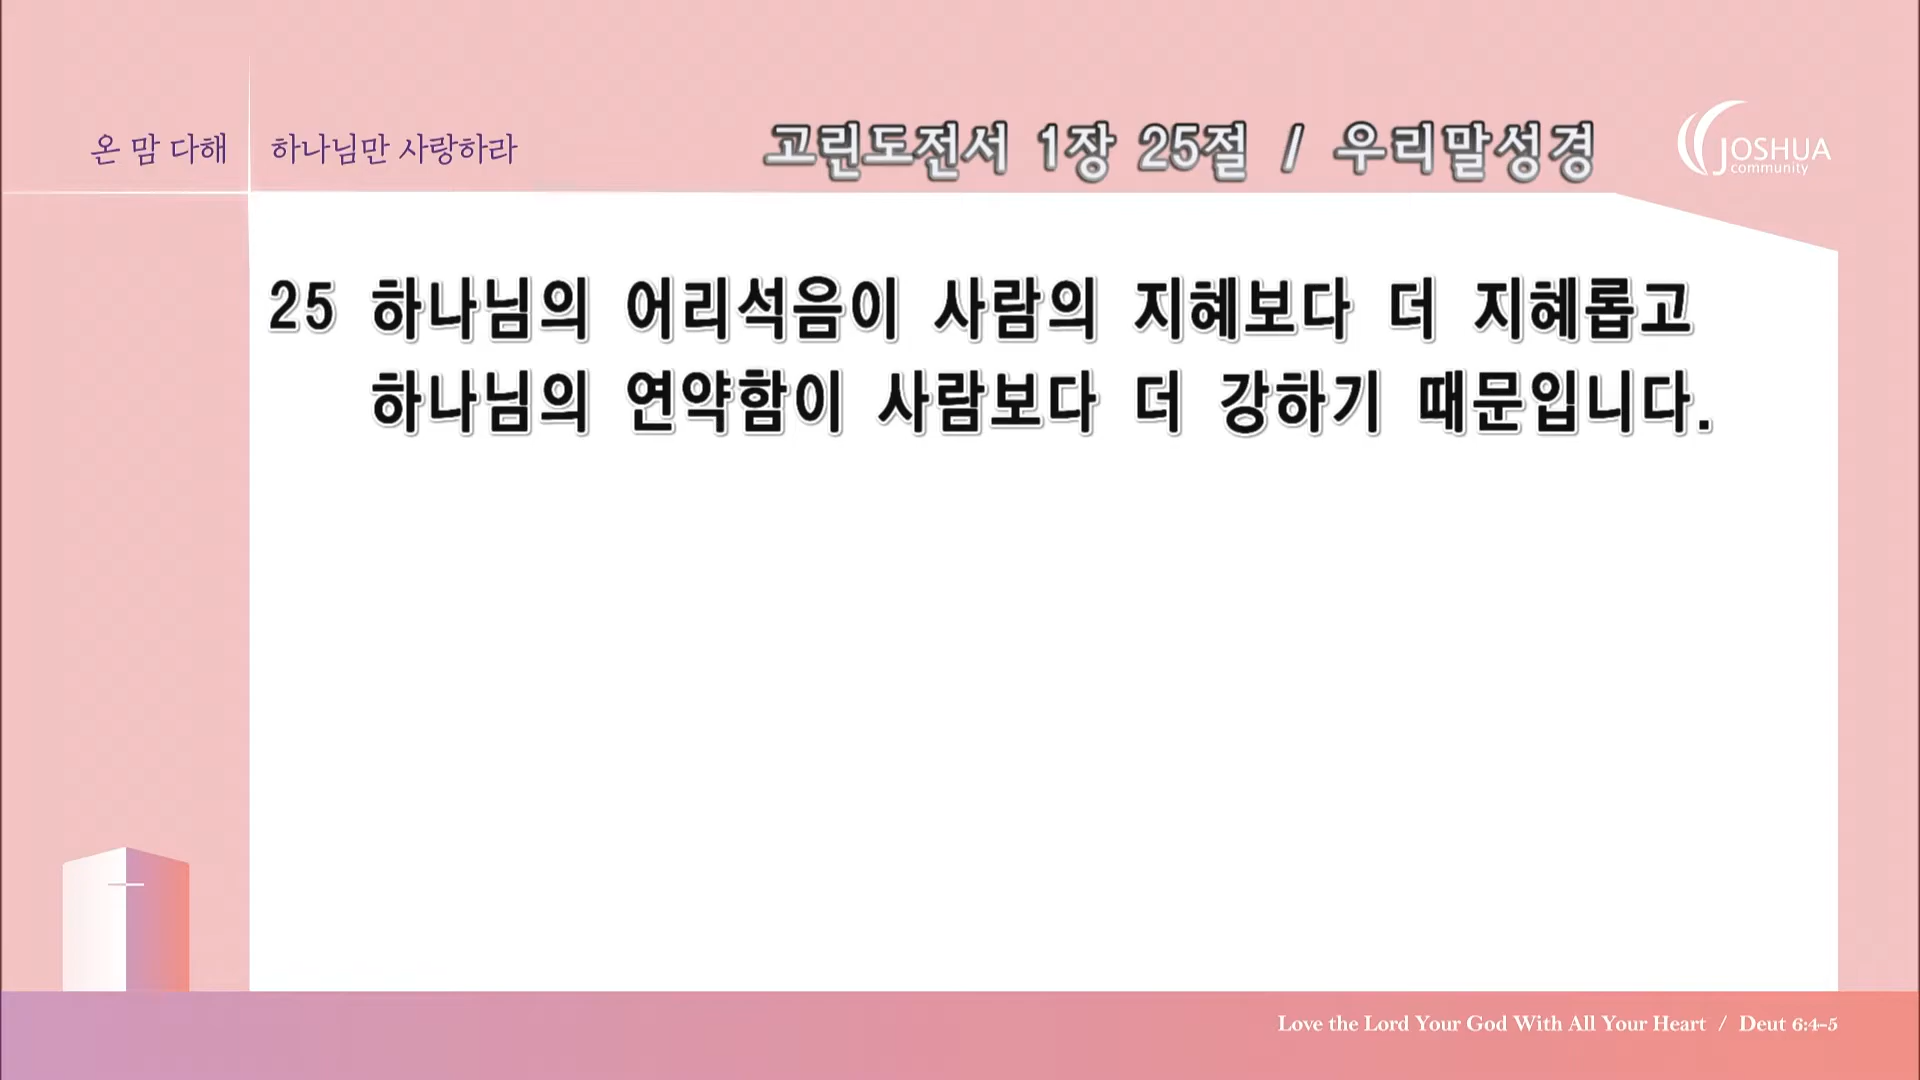 온 맘 다해 하나님만 사랑하라
고린도전서 1장 25절 / 우리말성경
JOSHUA
community
25 하나님의 어리석음이 사람의 지혜보다 더 지혜롭고
하나님의 연약함이 사람보다 더 강하기 때문입니다.
Love the Lord Your God With All Your Heart / Deut 6:4–5